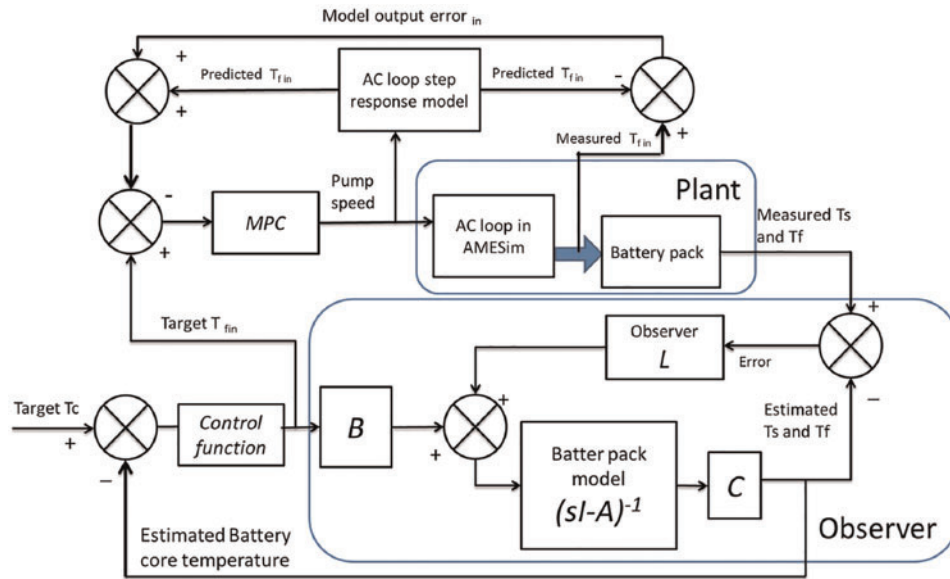 Model output error in
+
Predicted T f in
AC loop step
response model
Predicted T f in
-
+
Measured T f in
+
-
MPC
Pump
speed
Plant
AC loop in
AMESim
Battery pack
Measured Ts
and Tf
+
Target T fin
+
Observer
L
Error
+
−
Target Tc
+
Control
function
B
+
Batter pack
model
(sI-A)-1
C
Estimated
Ts and Tf
−
Estimated Battery
core temperature
Observer